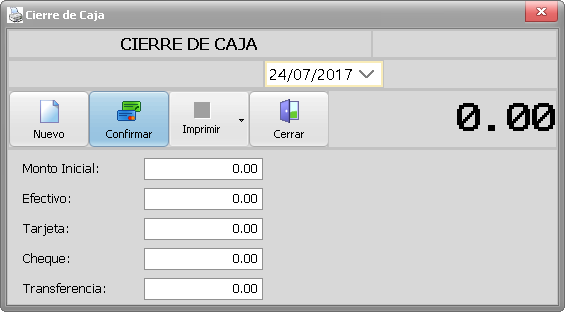 Cierre de Caja
CIERRE DE CAJA
24/07/2017
Nuevo Confirmar Imprimir Cerrar 0.00
Monto Inicial: 0.00
Efectivo: 0.00
Tarjeta: 0.00
Cheque: 0.00
Transferencia: 0.00